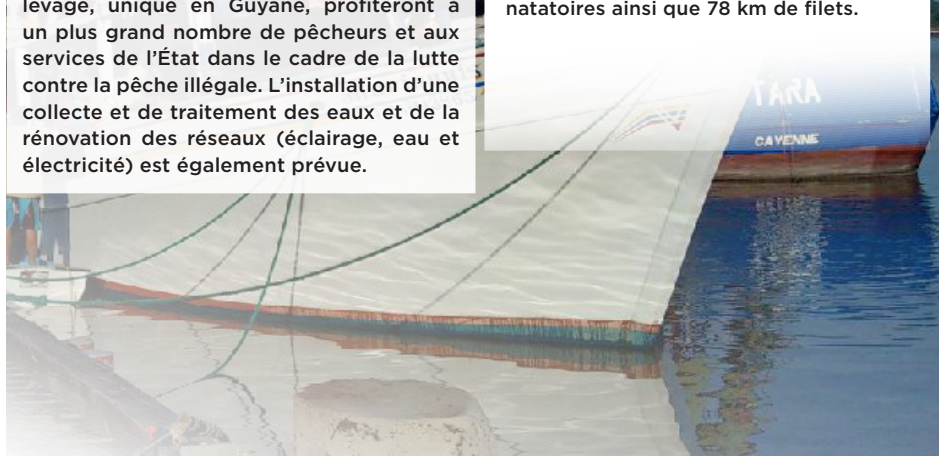 levage, unique en Guyane, profiteront à
un plus grand nombre de pêcheurs et aux
services de l'État dans le cadre de la lutte
contre la pêche illégale. L'installation d'une
collecte et de traitement des eaux et de la
rénovation des réseaux (éclairage, eau et
électricité) est également prévue.
natatoires ainsi que 78 km de filets.
CAYENNE